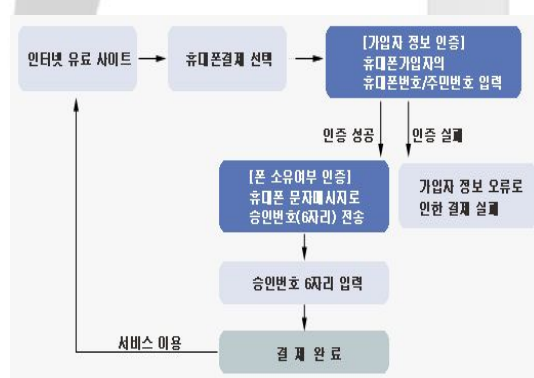 인터넷 유료 사이트
휴대폰결제 선택
[가입자 정보 인증]
휴대폰가입자의
휴대폰번호/주민번호 입력
인증 성공
인증 실패
[폰 소유여부 인증]
휴대폰 문자메시지로
승인번호(6자리) 전송
가입자 정보 오류로
인한 결제 실패
승인번호 6자리 입력
서비스 이용
결 제 완 료